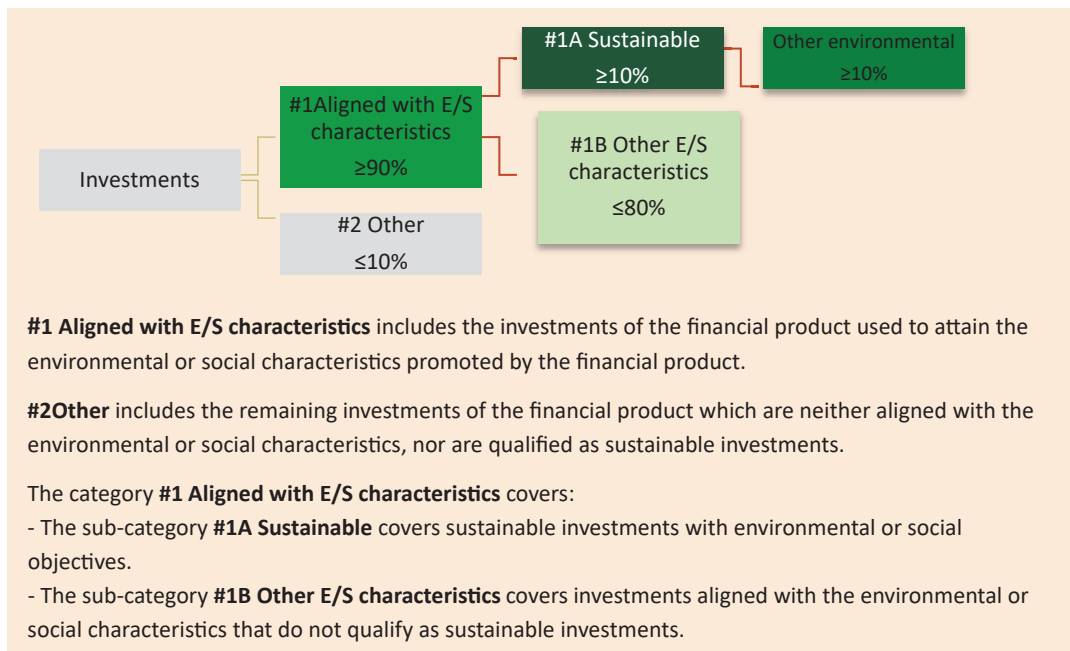 #1A Sustainable
≥10%
Other environmental
≥10%
#1Aligned with E/S
characteristics
≥90%
#1B Other E/S
characteristics
≤80%
Investments
#2 Other
≤10%
#1 Aligned with E/S characteristics includes the investments of the financial product used to attain the
environmental or social characteristics promoted by the financial product.
#2Other includes the remaining investments of the financial product which are neither aligned with the
environmental or social characteristics, nor are qualified as sustainable investments.
The category #1 Aligned with E/S characteristics covers:
- The sub-category #1A Sustainable covers sustainable investments with environmental or social
objectives.
- The sub-category #1B Other E/S characteristics covers investments aligned with the environmental or
social characteristics that do not qualify as sustainable investments.